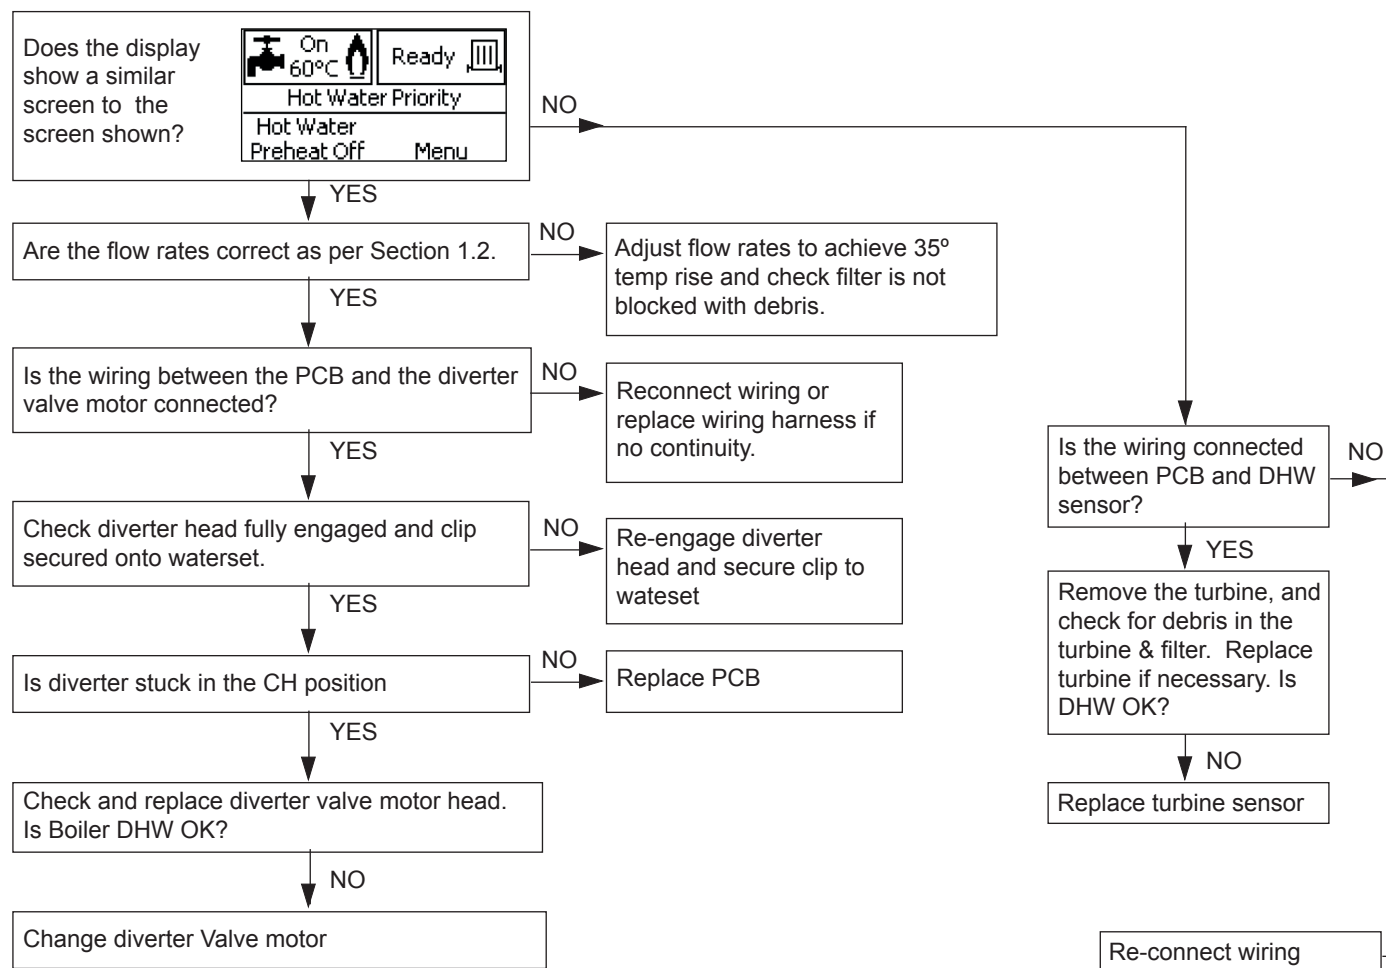 Does the display
show a similar
screen to the
screen shown?
On
60°C
Ready
Hot Water Priority
Hot Water
Preheat Off Menu
NO
YES
Are the flow rates correct as per Section 1.2.
NO
Adjust flow rates to achieve 35º
temp rise and check filter is not
blocked with debris.
YES
Is the wiring between the PCB and the diverter
valve motor connected?
NO
Reconnect wiring or
replace wiring harness if
no continuity.
YES
Check diverter head fully engaged and clip
secured onto waterset.
NO
Re-engage diverter
head and secure clip to
wateset
YES
Is diverter stuck in the CH position
NO
Replace PCB
YES
Check and replace diverter valve motor head.
Is Boiler DHW OK?
NO
Change diverter Valve motor
Is the wiring connected
between PCB and DHW
sensor?
NO
YES
Remove the turbine, and
check for debris in the
turbine & filter. Replace
turbine if necessary. Is
DHW OK?
NO
Replace turbine sensor
Re-connect wiring